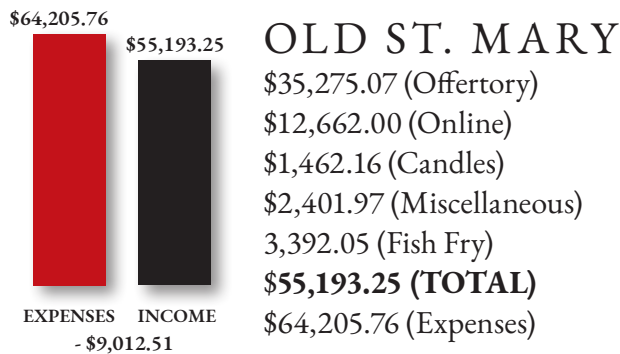 $64,205.76
$55,193.25
EXPENSES INCOME
- $9,012.51
OLD ST. MARY
$35,275.07 (Offertory)
$12,662.00 (Online)
$1,462.16 (Candles)
$2,401.97 (Miscellaneous)
3,392.05 (Fish Fry)
$55,193.25 (TOTAL)
$64,205.76 (Expenses)